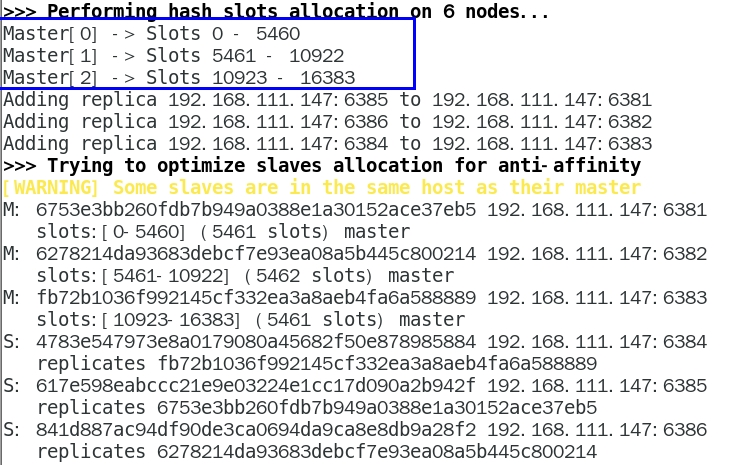 >>> Performing hash slots allocation on 6 nodes...
Master[0] -> Slots 0 - 5460
Master[1] -> Slots 5461 - 10922
Master[2] -> Slots 10923 - 16383
Adding replica 192.168.111.147:6385 to 192.168.111.147:6381
Adding replica 192.168.111.147:6386 to 192.168.111.147:6382
Adding replica 192.168.111.147:6384 to 192.168.111.147:6383
>>> Trying to optimize slaves allocation for anti-affinity
[WARNING] Some slaves are in the same host as their master
M: 6753e3bb260fdb7b949a0388e1a30152ace37eb5 192.168.111.147:6381
slots:[0-5460] (5461 slots) master
M: 6278214da93683debcf7e93ea08a5b445c800214 192.168.111.147:6382
slots:[5461-10922] (5462 slots) master
M: fb72b1036f992145cf332ea3a8aeb4fa6a588889 192.168.111.147:6383
slots:[10923-16383] (5461 slots) master
S: 4783e547973e8a0179080a45682f50e878985884 192.168.111.147:6384
replicates fb72b1036f992145cf332ea3a8aeb4fa6a588889
S: 617e598eabccc21e9e03224e1cc17d090a2b942f 192.168.111.147:6385
replicates 6753e3bb260fdb7b949a0388e1a30152ace37eb5
S: 841d887ac94df90de3ca0694da9ca8e8db9a28f2 192.168.111.147:6386
replicates 6278214da93683debcf7e93ea08a5b445c800214